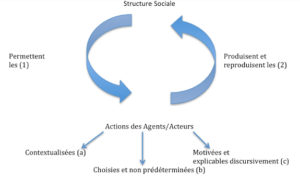 Structure Sociale
Permettent
les (1)
Produisent et
reproduisent les (2)
Actions des Agents/Acteurs
Contextualisées (a)
Motivées et
explicables discursivement (c)
Choisies et non prédéterminées (b)